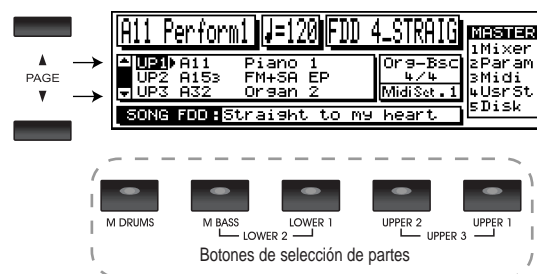 A11 Perform1 ♩=120 FDD 4_STRAIG
MASTER
1Mixer
2Param
3Midi
4UsrSt
5Disk
UP1 A11 Piano 1
UP2 A153 FM+SA EP
UP3 A32 Organ 2
Org-Bsc
4/4
MidiSet.1
SONG FDD: Straight to my heart
PAGE
M DRUMS M BASS LOWER 1 UPPER 2 UPPER 1
LOWER 2 UPPER 3
Botones de selección de partes